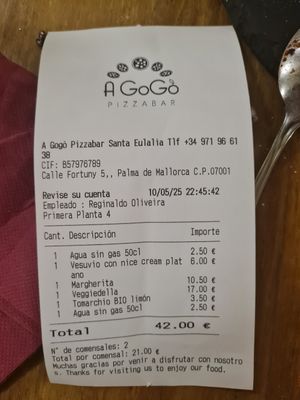 A GoGò
PIZZABAR
A Gogò Pizzabar Santa Eulalia Tlf +34 971 96 61
38
CIF: B57976789
Calle Fortuny 5,, Palma de Mallorca C.P.07001
Revise su cuenta 10/05/25 22:45:42
Empleado : Reginaldo Oliveira
Primera Planta 4
Cant. Descripción Importe
1 Agua sin gas 50cl 2.50 €
1 Vesuvio con nice cream plat 6.00 €
ano
1 Margherita 10.50 €
1 Veggiedella 17.00 €
1 Tomarchio BIO limón 3.50 €
1 Agua sin gas 50cl 2.50 €
Total 42.00 €
N° de comensales: 2
Total por comensal: 21.00 €
Muchas gracias por venir a disfrutar con nosotro
s. Thanks for visiting us to enjoy our food.